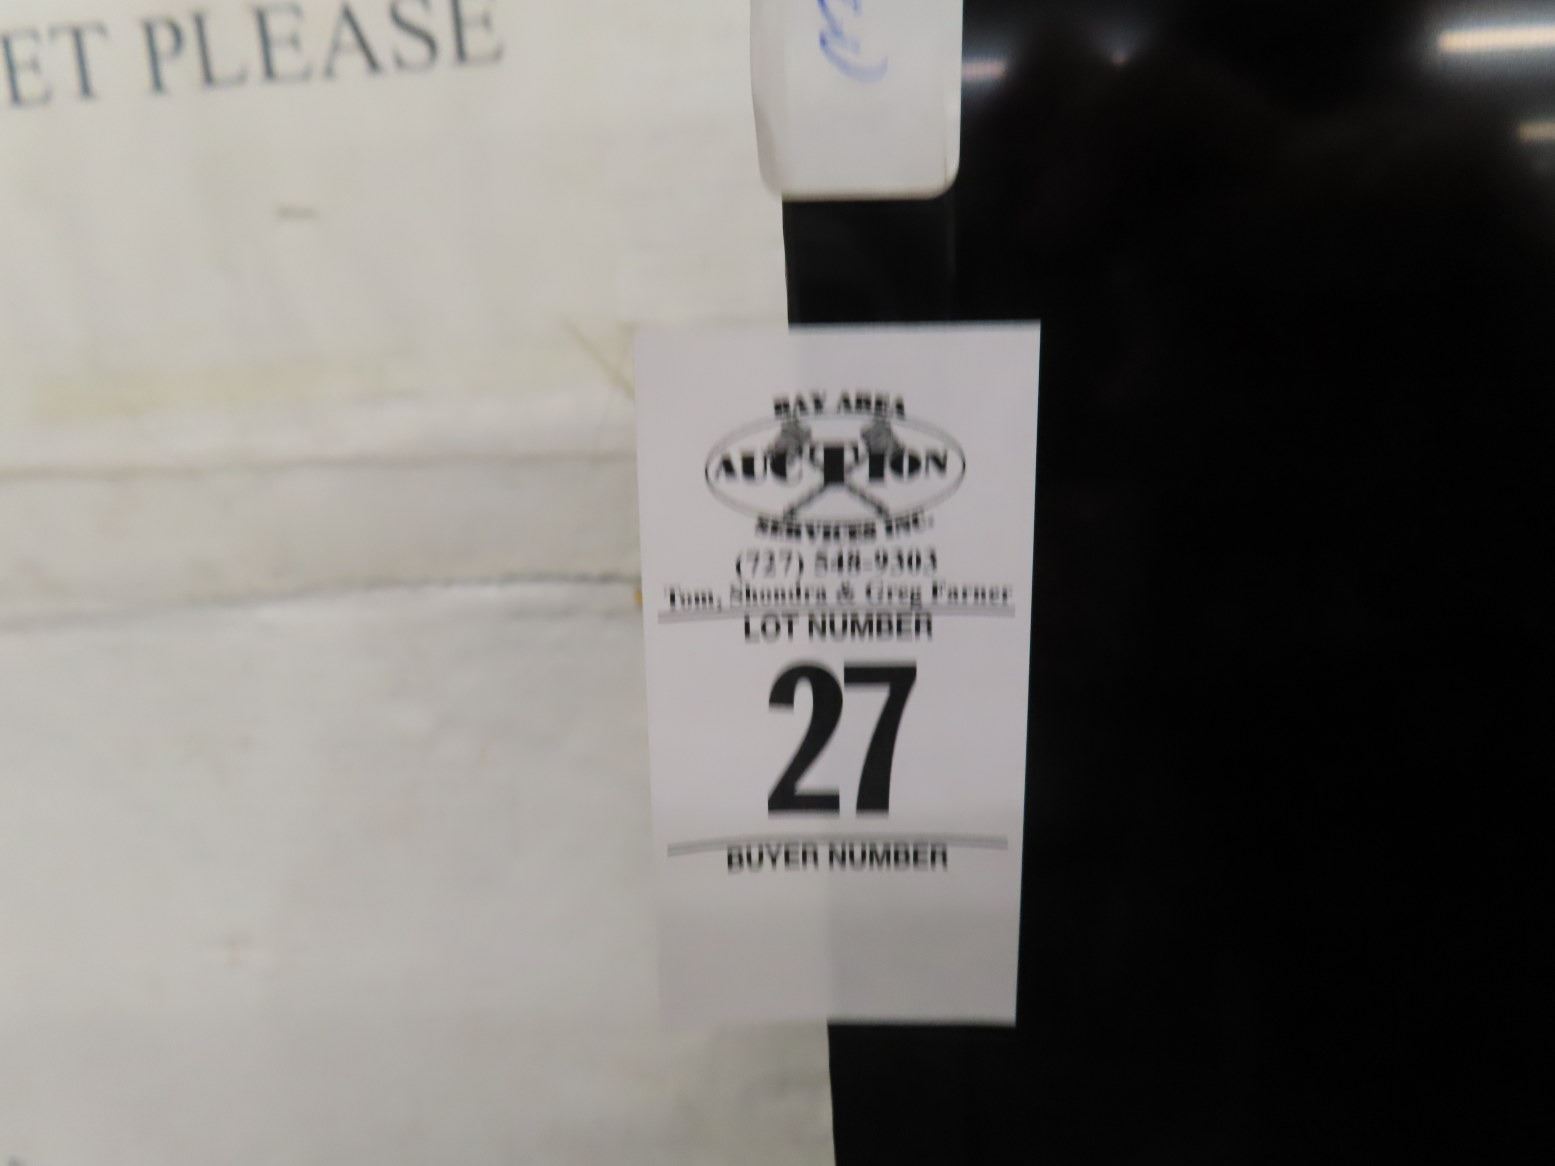 ET PLEASE
BAY AREA
AUCTION
SERVICES INC.
(727) 548-9303
Tom, Shondra & Greg Farner
LOT NUMBER
27
BUYER NUMBER